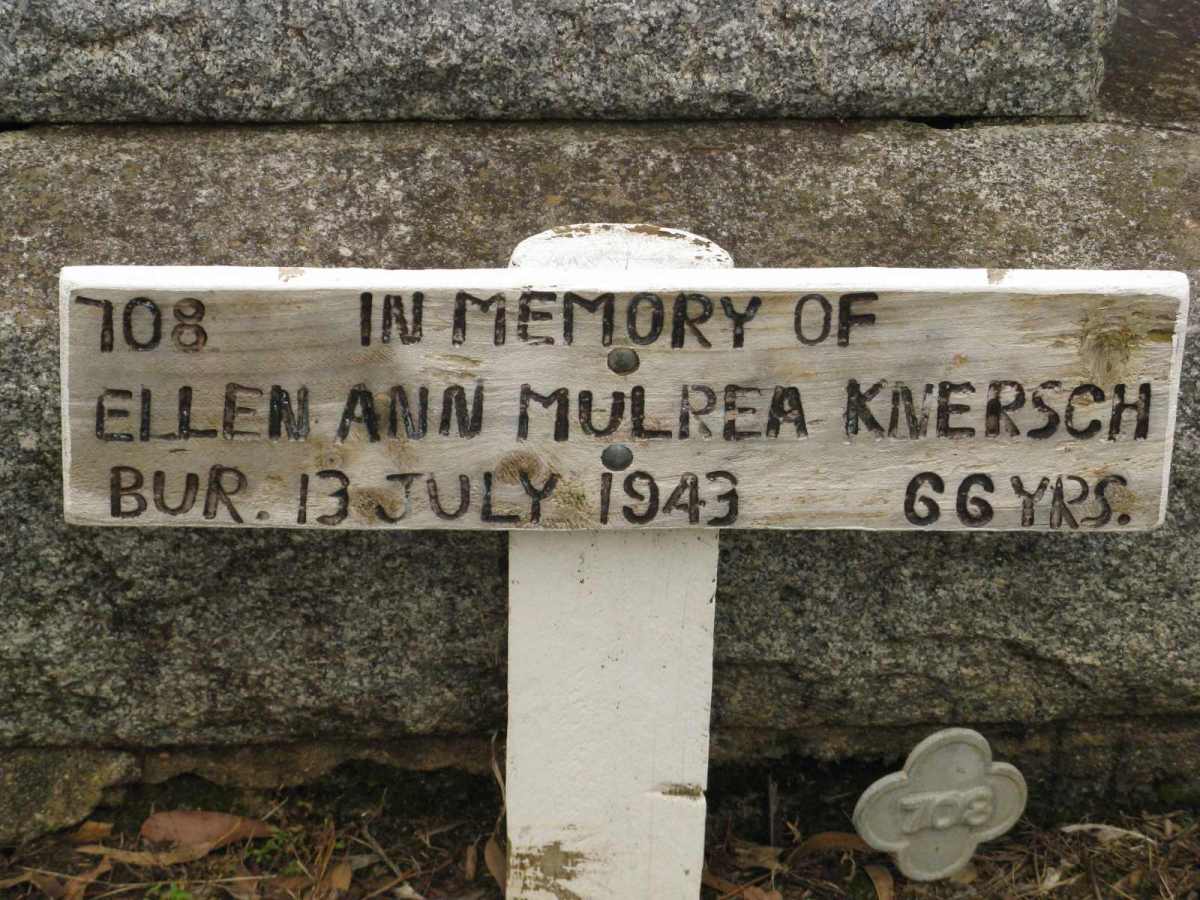 708 IN MEMORY OF
ELLEN ANN MULREA KNERSCH
BUR. 13 JULY 1943 66 YRS.
708